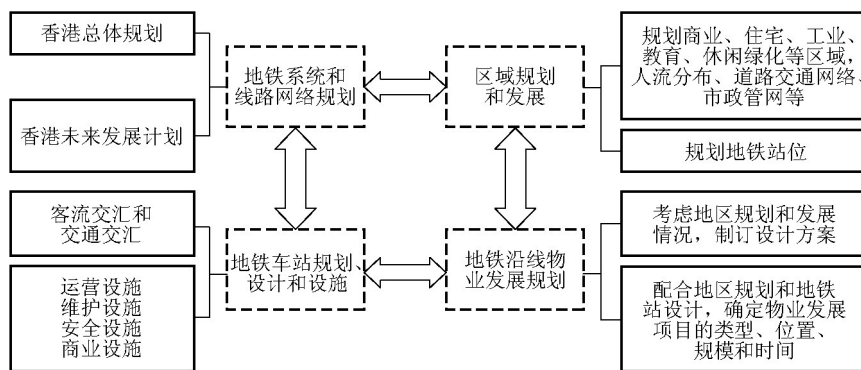 香港总体规划
香港未来发展计划
地铁系统和
线路网络规划
区域规划
和发展
规划商业、住宅、工业、
教育、休闲绿化等区域，
人流分布、道路交通网络、
市政管网等
规划地铁站位
客流交汇和
交通交汇
运营设施
维护设施
安全设施
商业设施
地铁车站规划、
设计和设施
地铁沿线物
业发展规划
考虑地区规划和发展
情况，制订设计方案
配合地区规划和地铁
站设计，确定物业发展
项目的类型、位置、
规模和时间